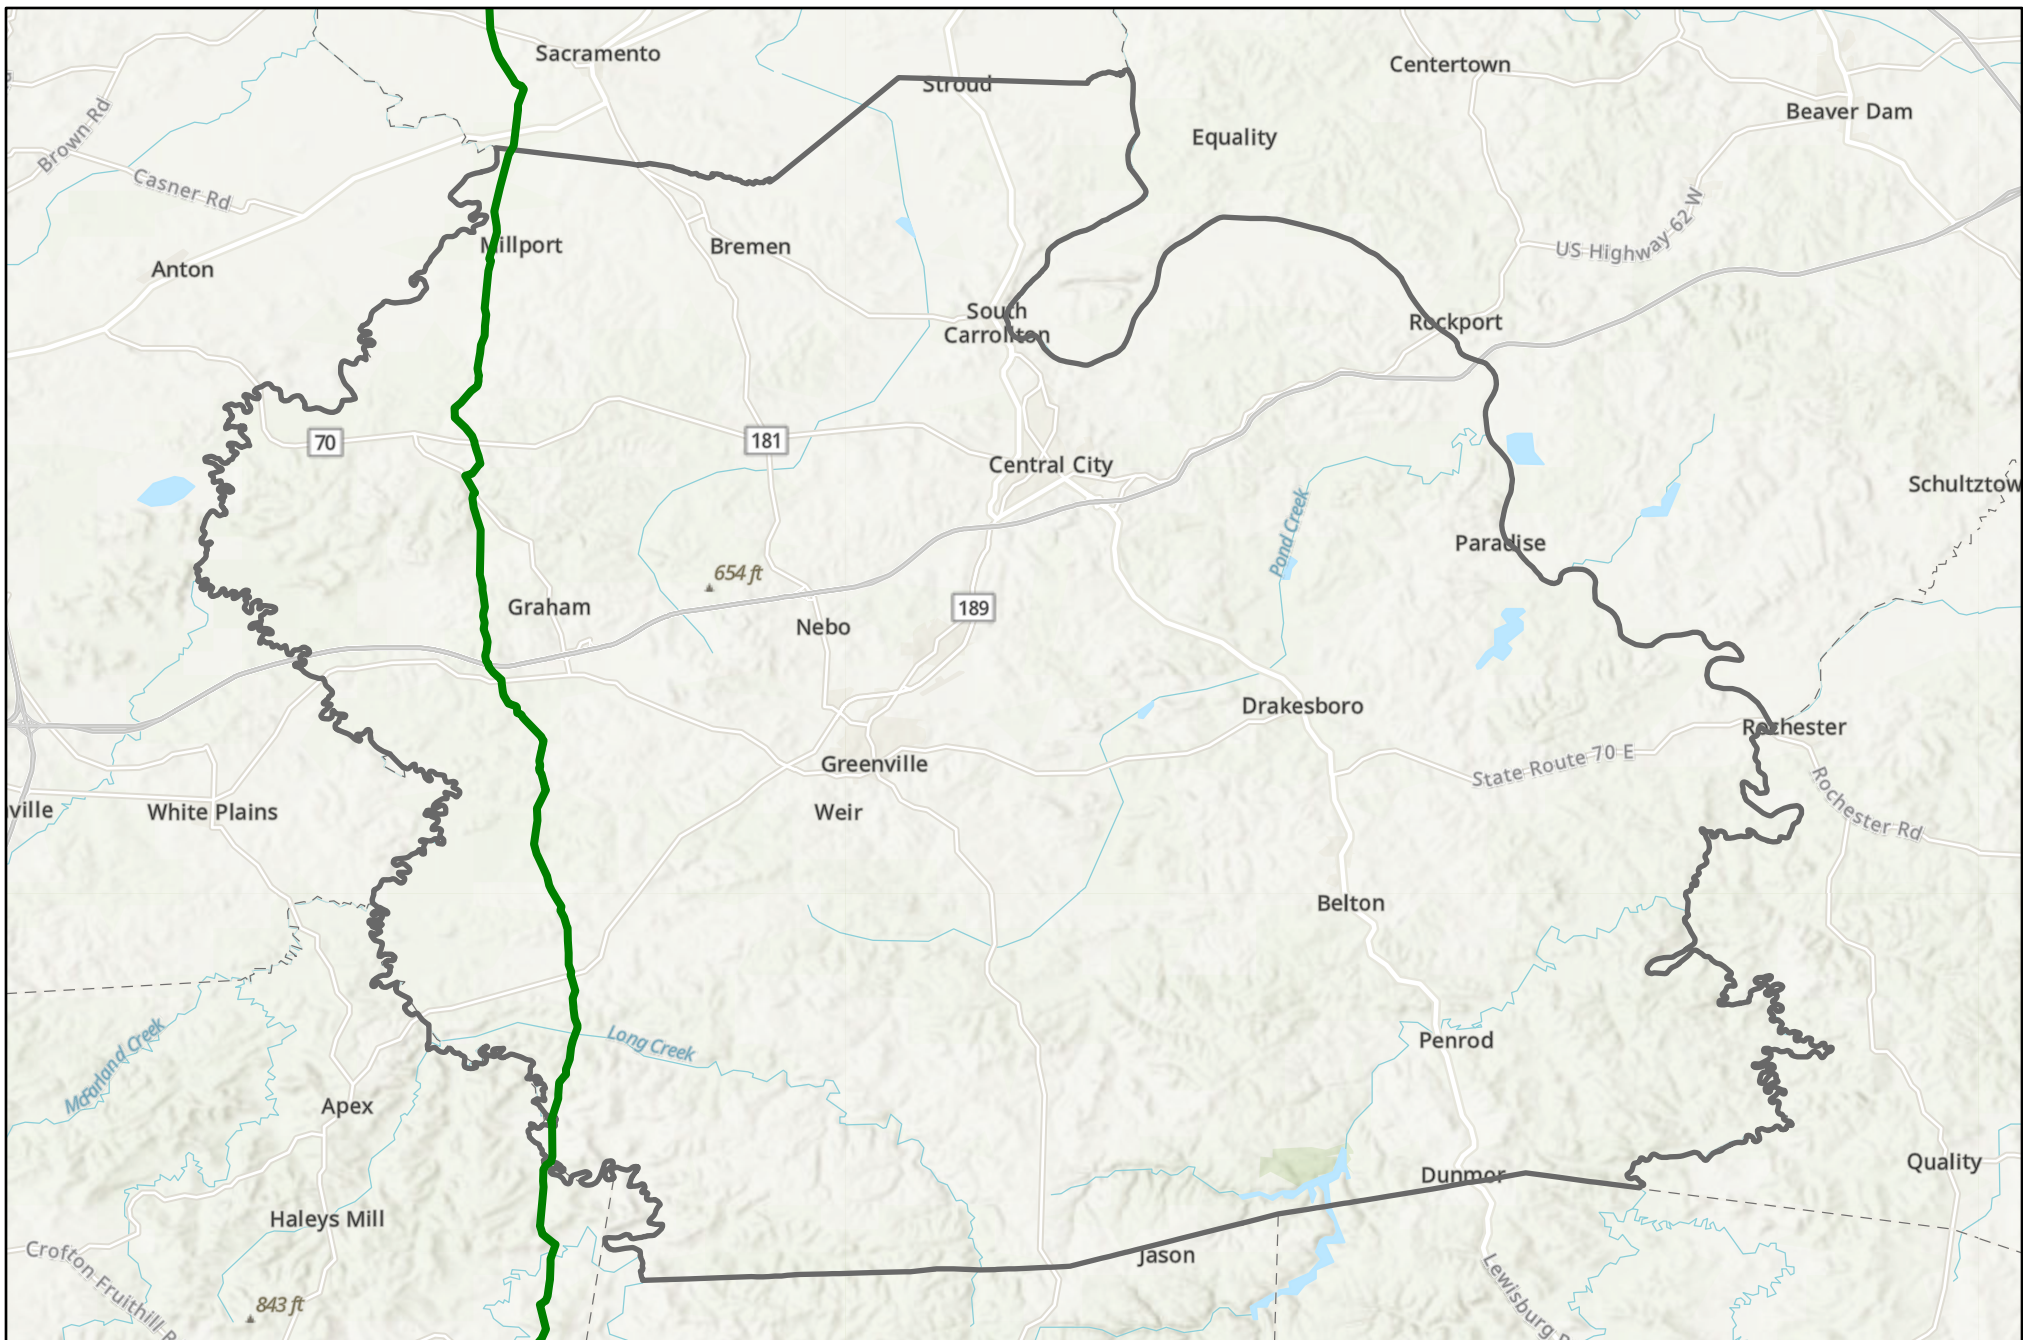 Sacramento
Centertown
Stroud
Beaver Dam
Brown Rd
Equality
Casner Rd
US Highway 62 W
Millport
Bremen
Anton
South
Carrollton
Rockport
70
181
Central City
Schultztow
Pond Creek
Paradise
654 ft
Graham
189
Nebo
Drakesboro
Rochester
State Route 70 E
Greenville
ville
White Plains
Weir
Rochester Rd
Belton
McFarland Creek
Long Creek
Penrod
Apex
Quality
Dunmor
Haleys Mill
Jason
Crofton Fruithill R
843 ft
Lewisburg R